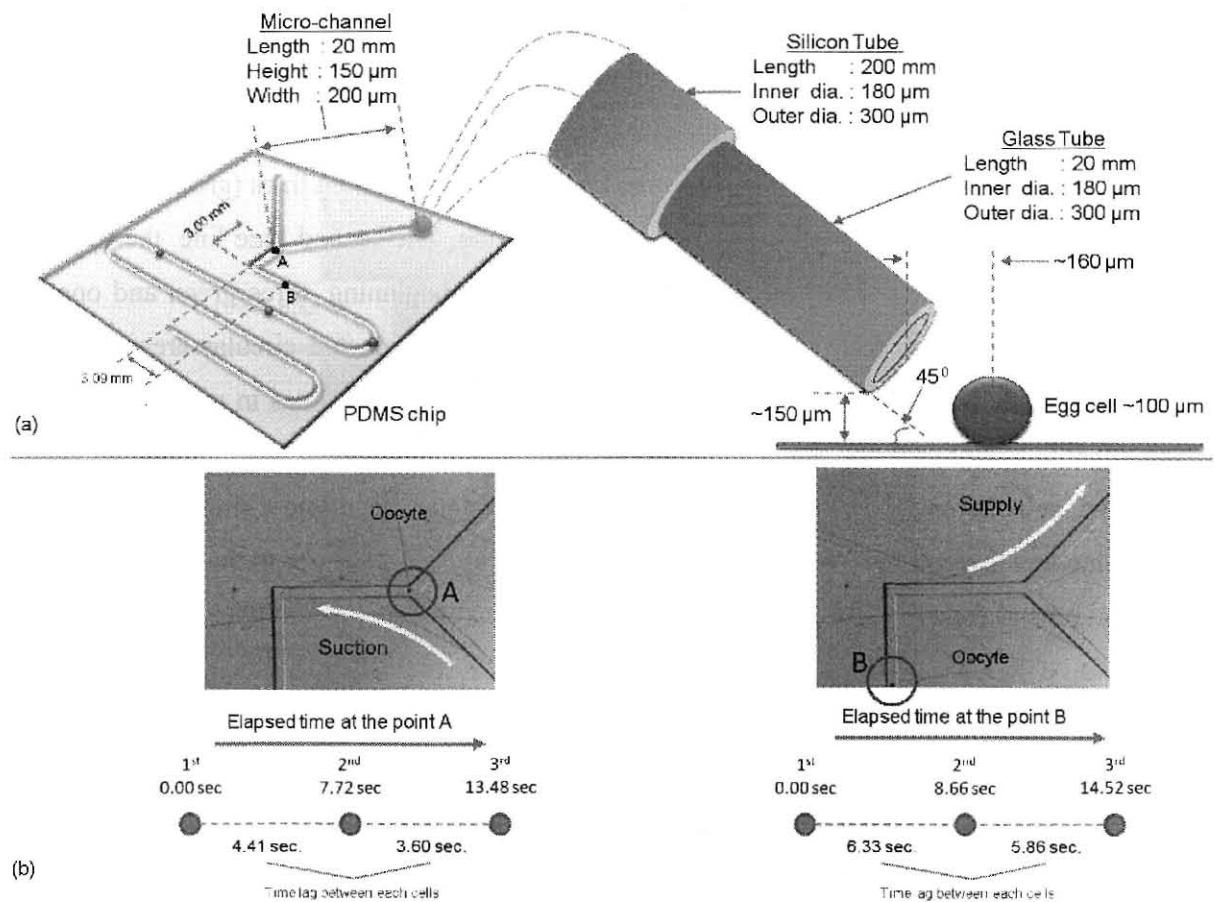 Micro-channel
Length : 20 mm
Height : 150 µm
Width : 200 µm
Silicon Tube
Length : 200 mm
Inner dia. : 180 µm
Outer dia. : 300 µm
Glass Tube
Length : 20 mm
Inner dia. : 180 µm
Outer dia. : 300 µm
3.00 mm
A
B
3.09 mm
PDMS chip
~160 µm
45⁰
~150 µm
Egg cell ~100 µm
(a)
Oocyte
A
Suction
Supply
B
Oocyte
Elapsed time at the point A
1st 2nd 3rd
0.00 sec 7.72 sec 13.48 sec
4.41 sec. 3.60 sec.
Time lag between each cells
Elapsed time at the point B
1st 2nd 3rd
0.00 sec 8.66 sec 14.52 sec
6.33 sec. 5.86 sec.
Time lag between each cells
(b)